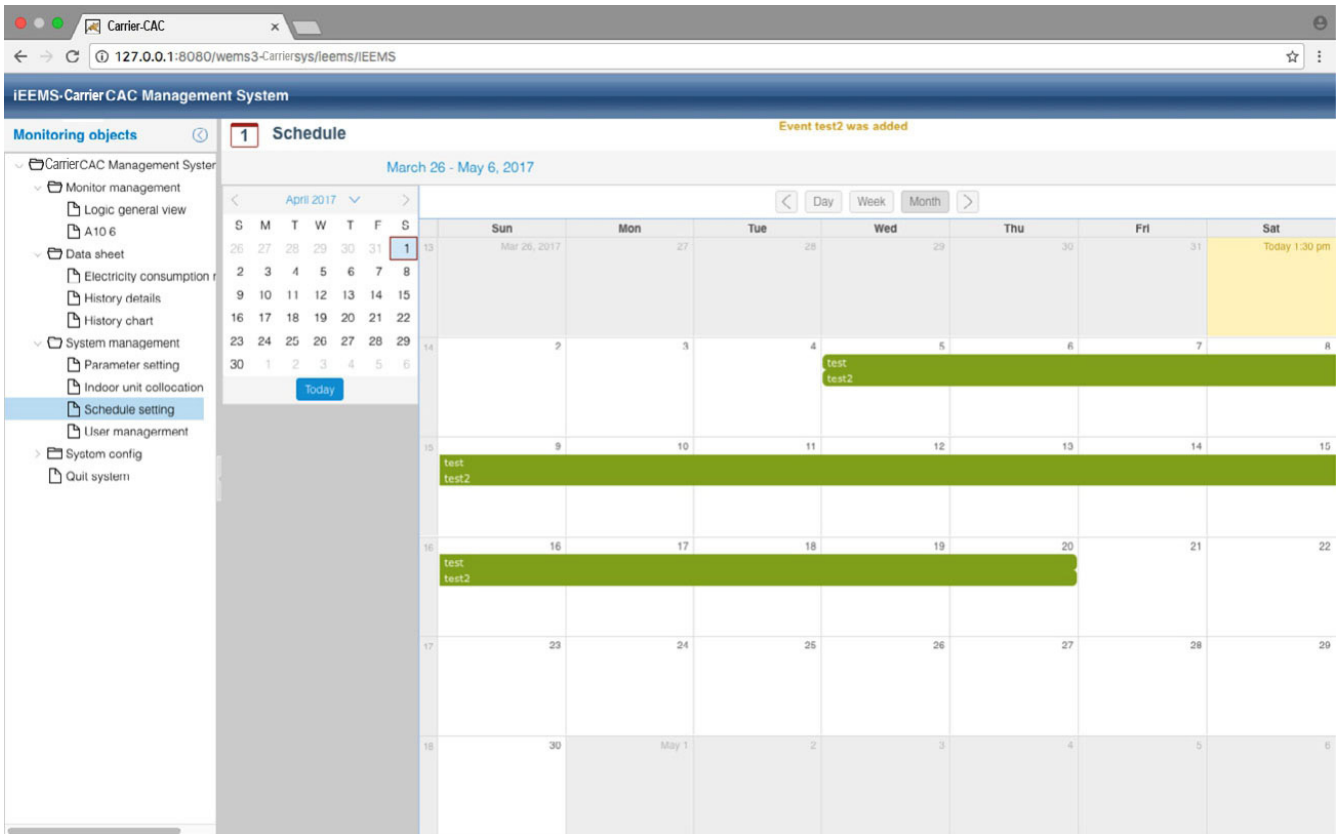 Carrier-CAC ×
127.0.0.1:8080/wems3-Carriersys/ieems/IEEMS
iEEMS-Carrier CAC Management System
Monitoring objects
CarrierCAC Management Syster
Monitor management
Logic general view
A10 6
Data sheet
Electricity consumption r
History details
History chart
System management
Parameter setting
Indoor unit collocation
Schedule setting
User managerment
System config
Quit system
1 Schedule
Event test2 was added
March 26 - May 6, 2017
April 2017
S M T W T F S
26 27 28 29 30 31 1
2 3 4 5 6 7 8
9 10 11 12 13 14 15
16 17 18 19 20 21 22
23 24 25 26 27 28 29
30 1 2 3 4 5 6
Today
Day Week Month
Sun Mon Tue Wed Thu Fri Sat
13 Mar 26, 2017 27 28 29 30 31 Today 1:30 pm
14 2 3 4 5 6 7 8
test
test2
15 9 10 11 12 13 14 15
test
test2
16 16 17 18 19 20 21 22
test
test2
17 23 24 25 26 27 28 29
18 30 May 1 2 3 4 5 6